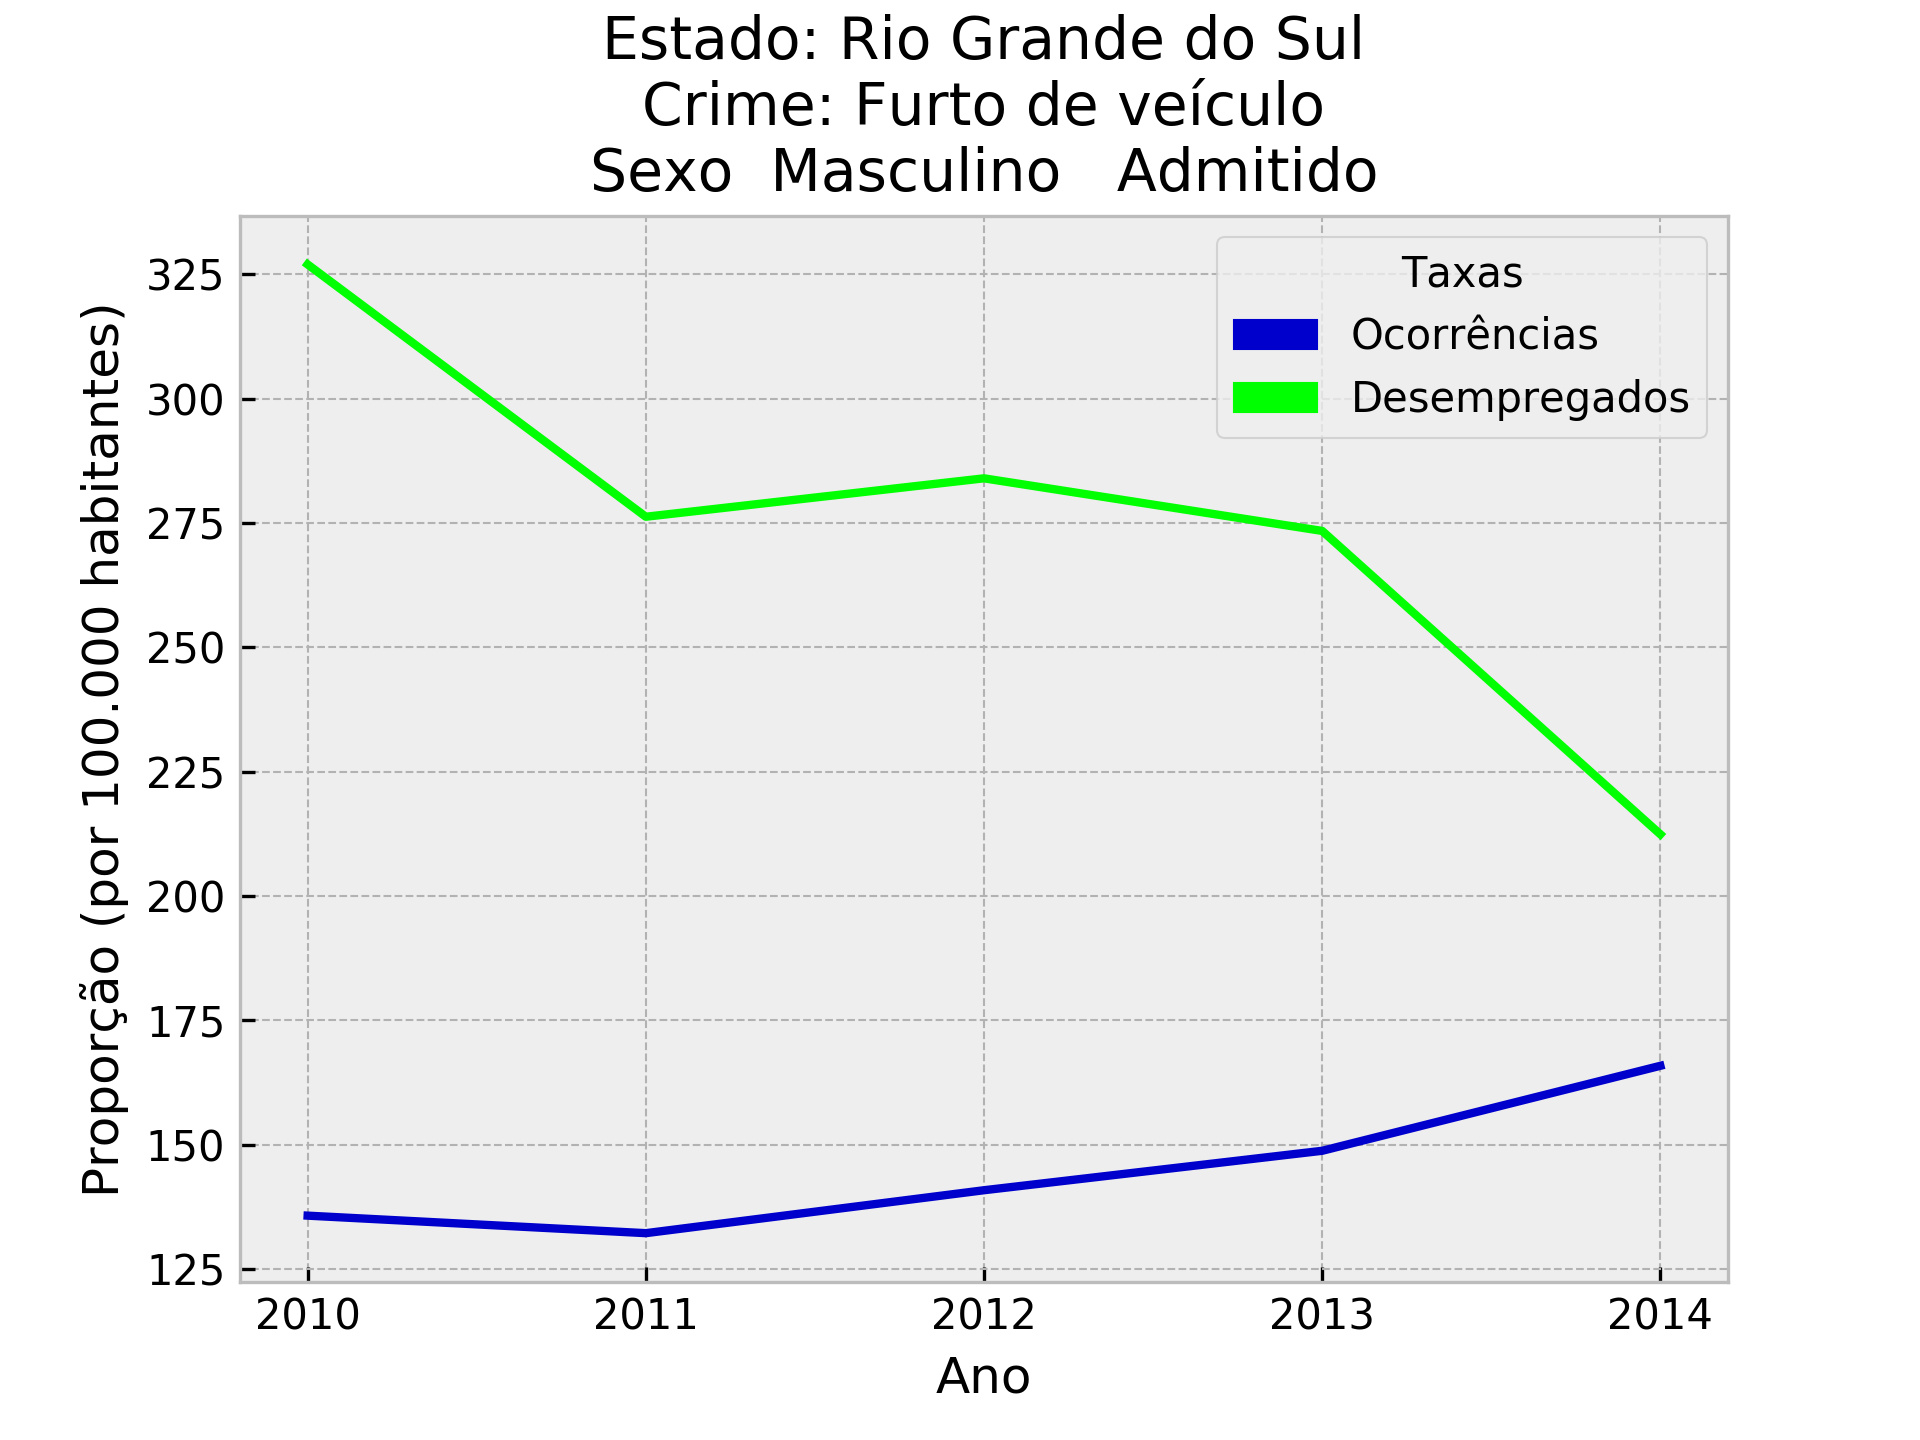 Estado: Rio Grande do Sul
Crime: Furto de veículo
Sexo  Masculino   Admitido
Proporção (por 100.000 habitantes)
325
300
275
250
225
200
175
150
125
Taxas
Ocorrências
Desempregados
2010 2011 2012 2013 2014
Ano